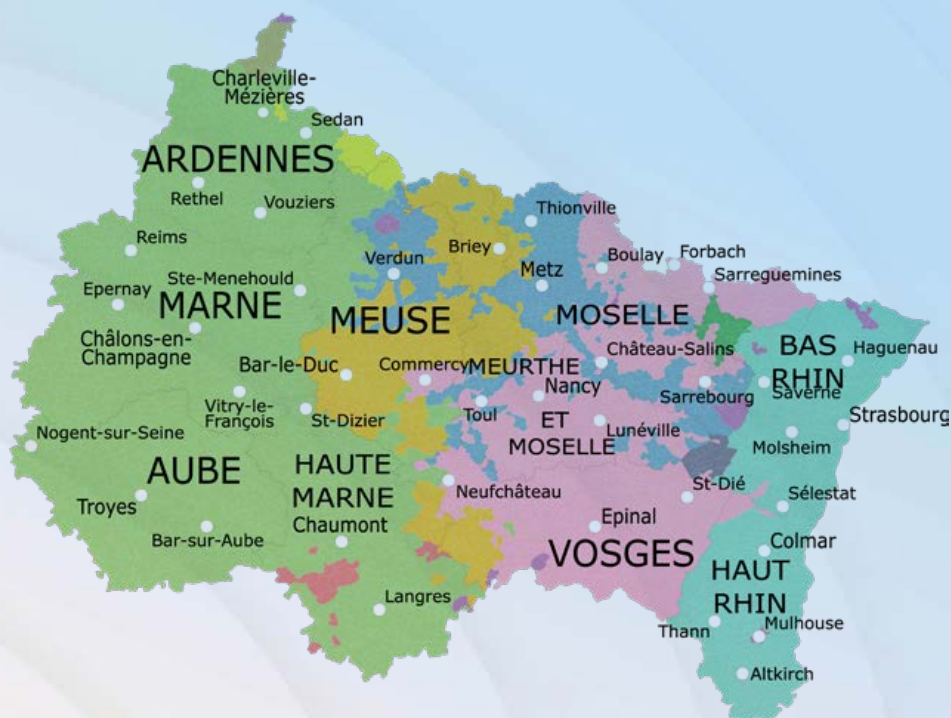 Charleville-
Mézières
Sedan
ARDENNES
Rethel
Vouziers
Thionville
Reims
Briey
Verdun
Boulay
Forbach
Metz
Sarreguemines
Ste-Menehould
Epernay
MARNE
MEUSE
MOSELLE
Châlons-en-
Champagne
BAS
RHIN
Haguenau
Bar-le-Duc
Commercy
MEURTHE
ET
MOSELLE
Château-Salins
Nancy
Sarrebourg
Saverne
Vitry-le-
François
St-Dizier
Toul
Lunéville
Strasbourg
Nogent-sur-Seine
Molsheim
AUBE
HAUTE
MARNE
Neufchâteau
St-Dié
Sélestat
Troyes
Chaumont
Epinal
Bar-sur-Aube
VOSGES
Colmar
HAUT
RHIN
Langres
Thann
Mulhouse
Altkirch